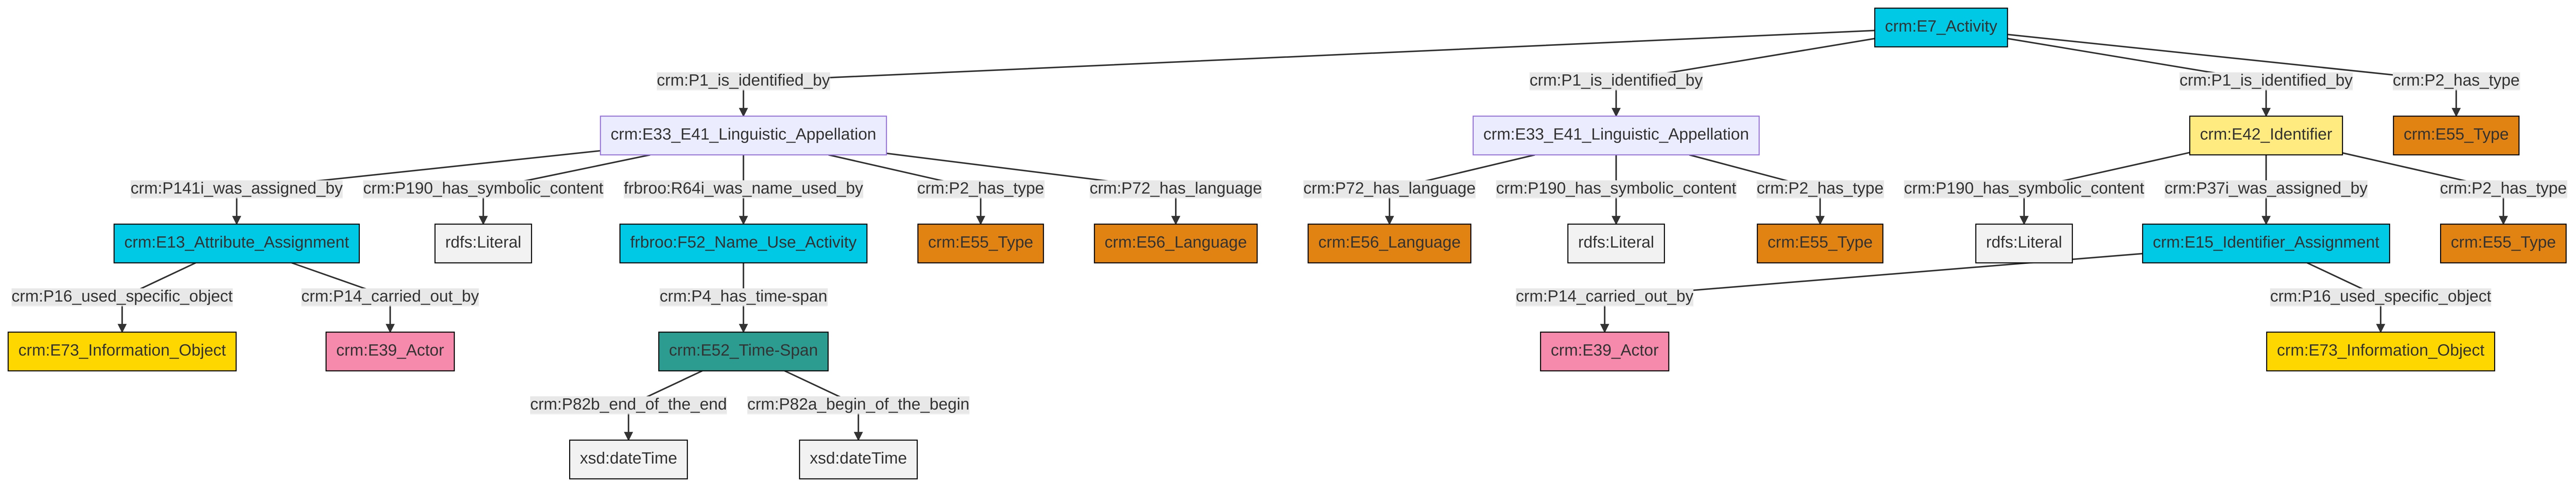 crm:E7_Activity
crm:P1_is_identified_by
crm:P1_is_identified_by
crm:P1_is_identified_by
crm:P2_has_type
crm:E33_E41_Linguistic_Appellation
crm:E33_E41_Linguistic_Appellation
crm:E42_Identifier
crm:E55_Type
crm:P141i_was_assigned_by
crm:P190_has_symbolic_content
frbroo:R64i_was_name_used_by
crm:P2_has_type
crm:P72_has_language
crm:P72_has_language
crm:P190_has_symbolic_content
crm:P2_has_type
crm:P190_has_symbolic_content
crm:P37i_was_assigned_by
crm:P2_has_type
crm:E13_Attribute_Assignment
rdfs:Literal
frbroo:F52_Name_Use_Activity
crm:E55_Type
crm:E56_Language
crm:E56_Language
rdfs:Literal
crm:E55_Type
rdfs:Literal
crm:E15_Identifier_Assignment
crm:E55_Type
crm:P16_used_specific_object
crm:P14_carried_out_by
crm:P4_has_time-span
crm:P14_carried_out_by
crm:P16_used_specific_object
crm:E73_Information_Object
crm:E39_Actor
crm:E52_Time-Span
crm:E39_Actor
crm:E73_Information_Object
crm:P82b_end_of_the_end
crm:P82a_begin_of_the_begin
xsd:dateTime
xsd:dateTime